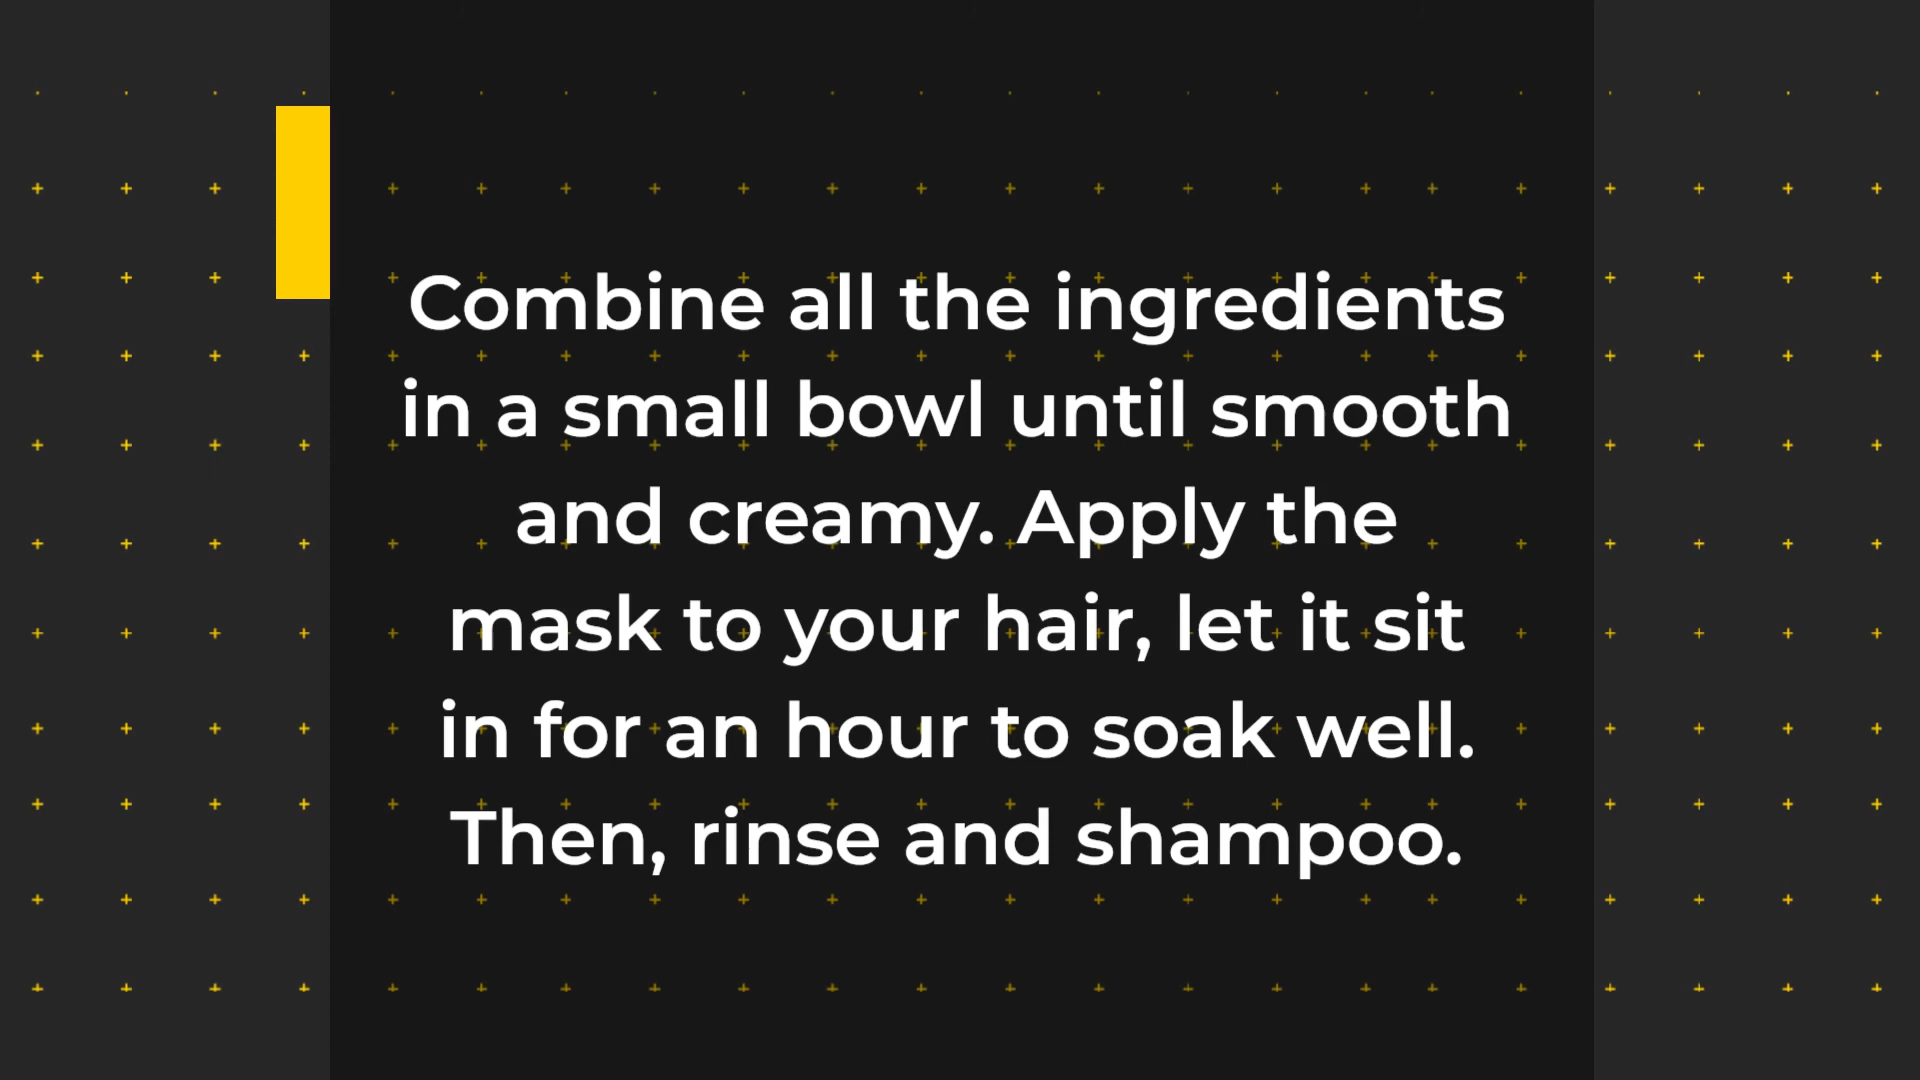 Combine all the ingredients
in a small bowl until smooth
and creamy. Apply the
mask to your hair, let it sit
in for an hour to soak well.
Then, rinse and shampoo.